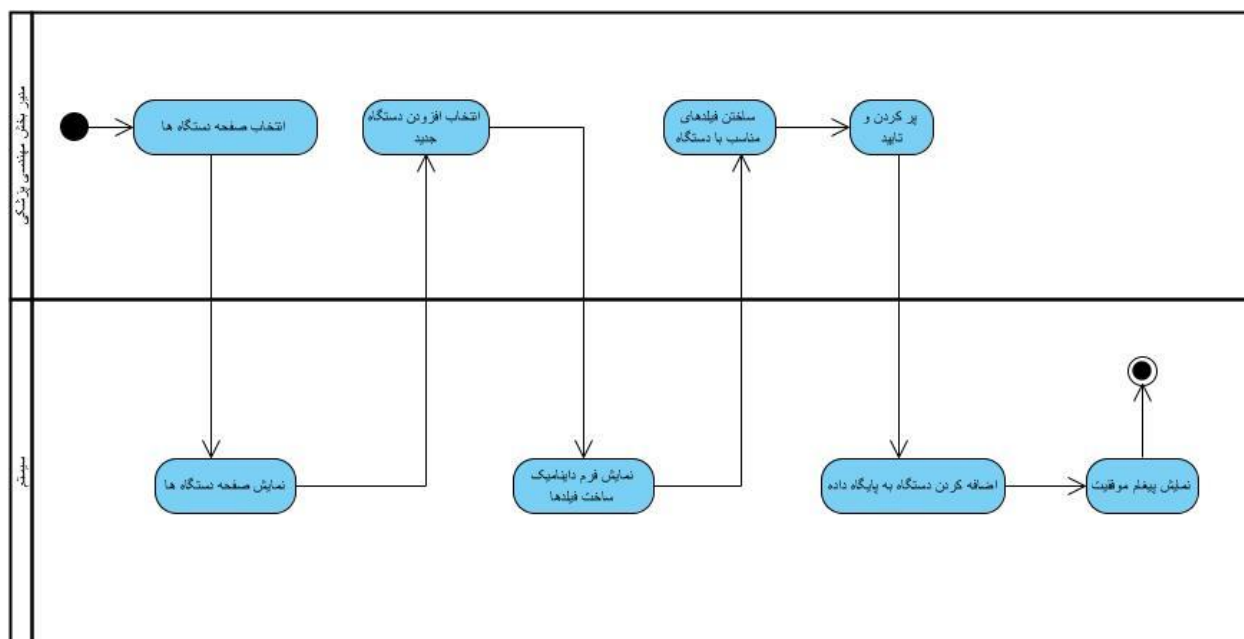 مدیر بخش مهندسی پزشکی
انتخاب صفحه دستگاه ها
انتخاب افزودن دستگاه
جدید
ساختن فیلدهای
مناسب با دستگاه
پر کردن و
تایید
سیستم
نمایش صفحه دستگاه ها
نمایش فرم داینامیک
ساخت فیلدها
اضافه کردن دستگاه به پایگاه داده
نمایش پیغام موفقیت